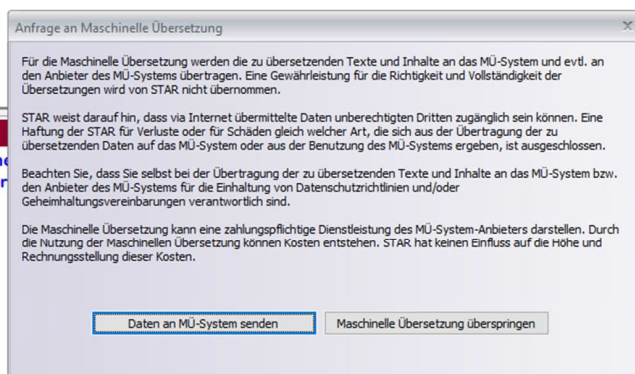 Anfrage an Maschinelle Übersetzung
Für die Maschinelle Übersetzung werden die zu übersetzenden Texte und Inhalte an das MÜ-System und evtl. an
den Anbieter des MÜ-Systems übertragen. Eine Gewährleistung für die Richtigkeit und Vollständigkeit der
Übersetzungen wird von STAR nicht übernommen.
STAR weist darauf hin, dass via Internet übermittelte Daten unberechtigten Dritten zugänglich sein können. Eine
Haftung der STAR für Verluste oder für Schäden gleich welcher Art, die sich aus der Übertragung der zu
übersetzenden Daten auf das MÜ-System oder aus der Benutzung des MÜ-Systems ergeben, ist ausgeschlossen.
Beachten Sie, dass Sie selbst bei der Übertragung der zu übersetzenden Texte und Inhalte an das MÜ-System bzw.
den Anbieter des MÜ-Systems für die Einhaltung von Datenschutzrichtlinien und/oder
Geheimhaltungsvereinbarungen verantwortlich sind.
Die Maschinelle Übersetzung kann eine zahlungspflichtige Dienstleistung des MÜ-System-Anbieters darstellen. Durch
die Nutzung der Maschinellen Übersetzung können Kosten entstehen. STAR hat keinen Einfluss auf die Höhe und
Rechnungsstellung dieser Kosten.
Daten an MÜ-System senden
Maschinelle Übersetzung überspringen